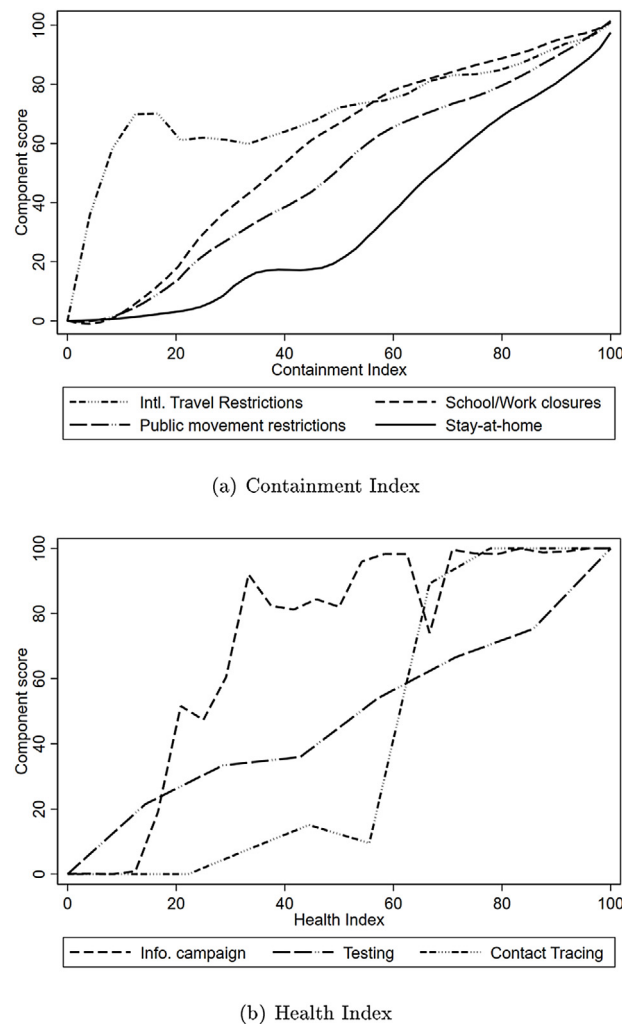 100
80
60
40
20
0
Component score
0 20 40 60 80 100
Containment Index
Intl. Travel Restrictions School/Work closures
Public movement restrictions Stay-at-home
(a) Containment Index
100
80
60
40
20
0
Component score
0 20 40 60 80 100
Health Index
Info. campaign Testing Contact Tracing
(b) Health Index